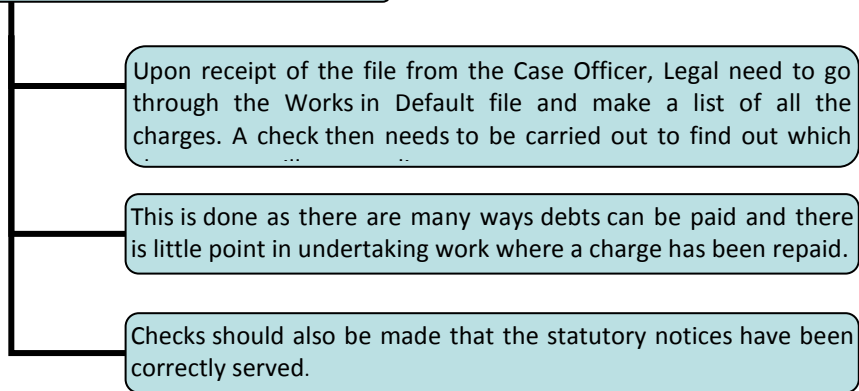 Upon receipt of the file from the Case Officer, Legal need to go
through the Works in Default file and make a list of all the
charges. A check then needs to be carried out to find out which
This is done as there are many ways debts can be paid and there
is little point in undertaking work where a charge has been repaid.
Checks should also be made that the statutory notices have been
correctly served.